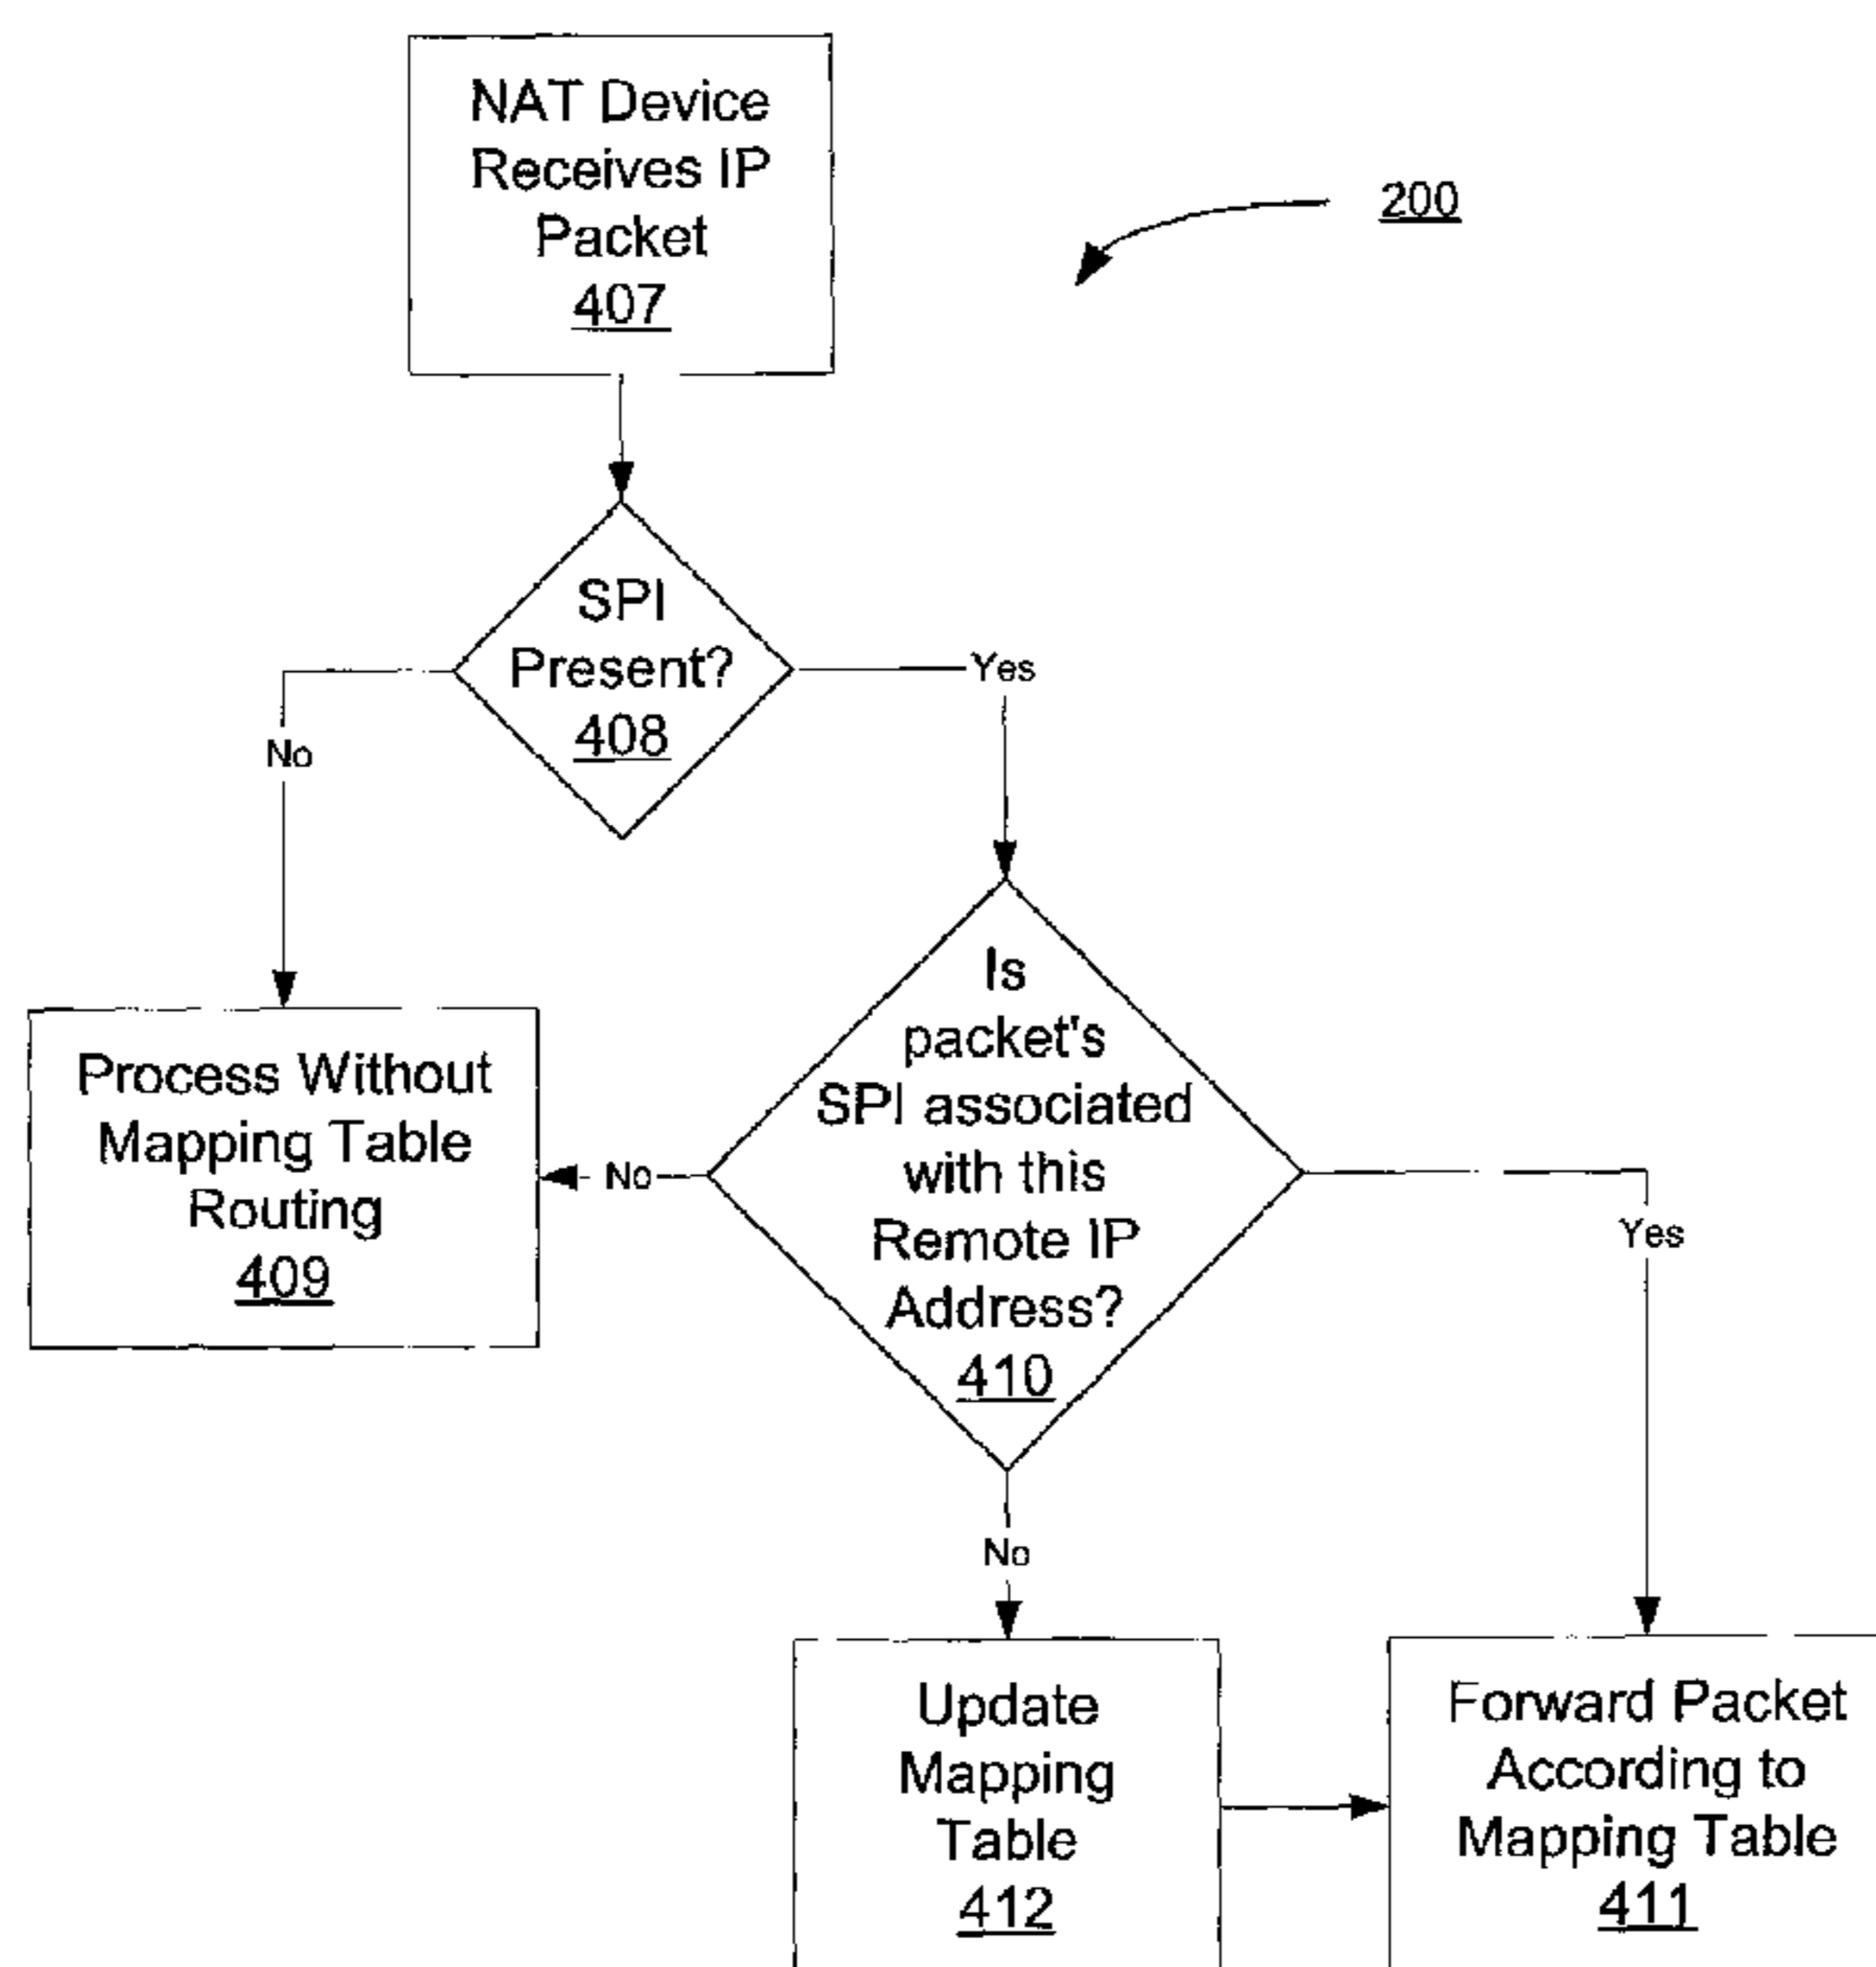 NAT Device
Receives IP
Packet
407
200
SPI
Present?
408
Yes
No
Is
packet's
SPI associated
with this
Remote IP
Address?
410
Process Without
Mapping Table
Routing
409
No
Yes
No
Update
Mapping
Table
412
Forward Packet
According to
Mapping Table
411